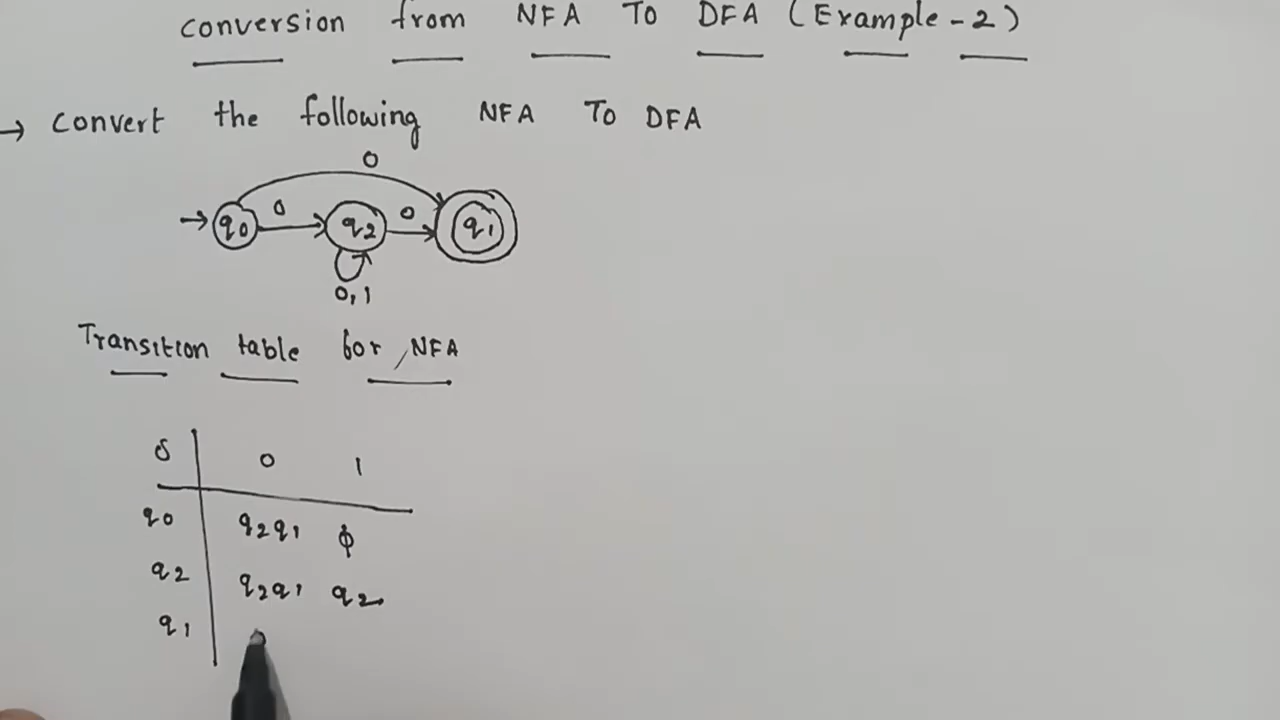 conversion from NFA To DFA (Example - 2)
→ convert the following NFA To DFA
0
→ q0 0 q2 0 q1
0,1
Transition table for NFA
δ 0 1
q0 q2q1 ϕ
q2 q2q1 q2
q1